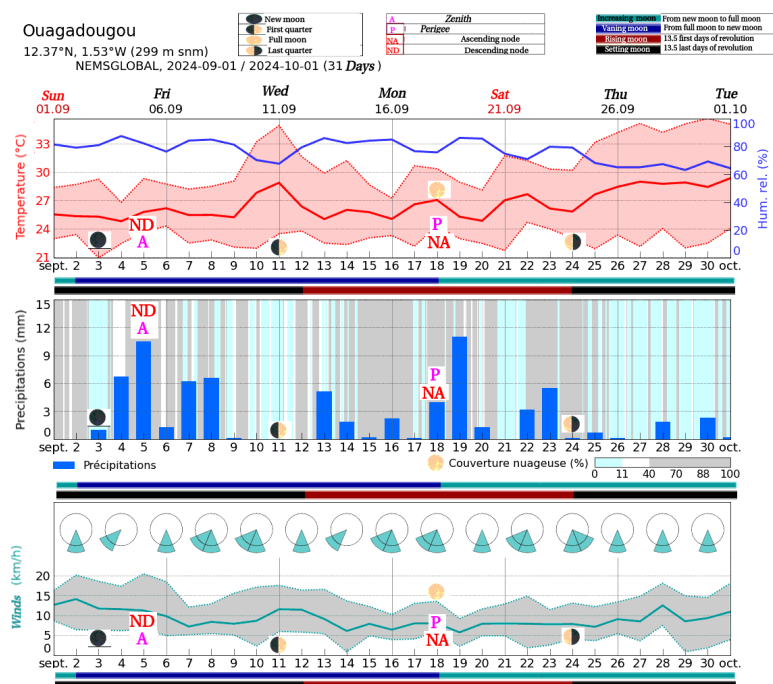 Ouagadougou
12.37°N, 1.53°W (299 m snm)
NEMSGLOBAL, 2024-09-01 / 2024-10-01 (31 Days )
New moon
First quarter
Full moon
Last quarter
A Zenith
P Perigee
NA Ascending node
ND Descending node
Increasing moon From new moon to full moon
Vaning moon From full moon to new moon
Rising moon 13.5 first days of revolution
Setting moon 13.5 last days of revolution
Sun Fri Wed Mon Sat Thu Tue
01.09 06.09 11.09 16.09 21.09 26.09 01.10
Temperature (°C)
33
30
27
24
21
Hum. rel. (%)
100
80
60
40
20
0
ND
A
P
NA
sept. 2 3 4 5 6 7 8 9 10 11 12 13 14 15 16 17 18 19 20 21 22 23 24 25 26 27 28 29 30 oct.
Precipitations (mm)
15
12
9
6
3
0
ND
A
P
NA
sept. 2 3 4 5 6 7 8 9 10 11 12 13 14 15 16 17 18 19 20 21 22 23 24 25 26 27 28 29 30 oct.
Précipitations
Couverture nuageuse (%)
0 11 40 70 88 100
Winds (km/h)
20
15
10
5
0
ND
A
P
NA
sept. 2 3 4 5 6 7 8 9 10 11 12 13 14 15 16 17 18 19 20 21 22 23 24 25 26 27 28 29 30 oct.